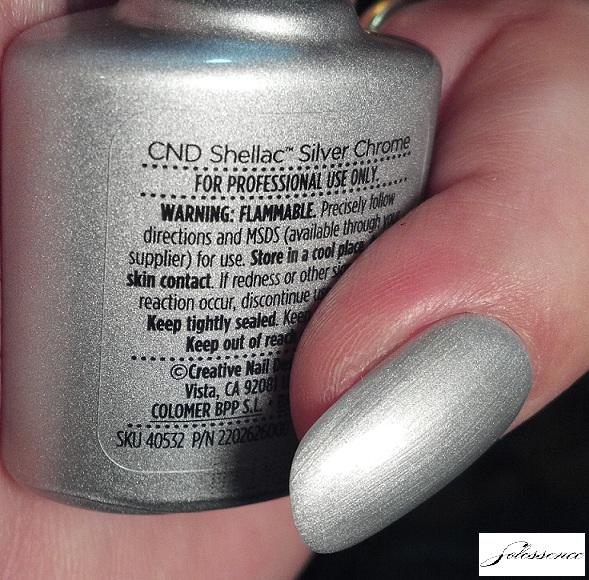 CND Shellac™ Silver Chrome
FOR PROFESSIONAL USE ONLY.
WARNING: FLAMMABLE. Precisely follow
directions and MSDS (available through your
supplier) for use. Store in a cool place.
skin contact. If redness or other
reaction occur, discontinue
Keep tightly sealed.
Keep out of reach
©Creative Nail
Vista, CA 92081
COLOMER BPP S.L.
SKU 40532 P/N
Solessence